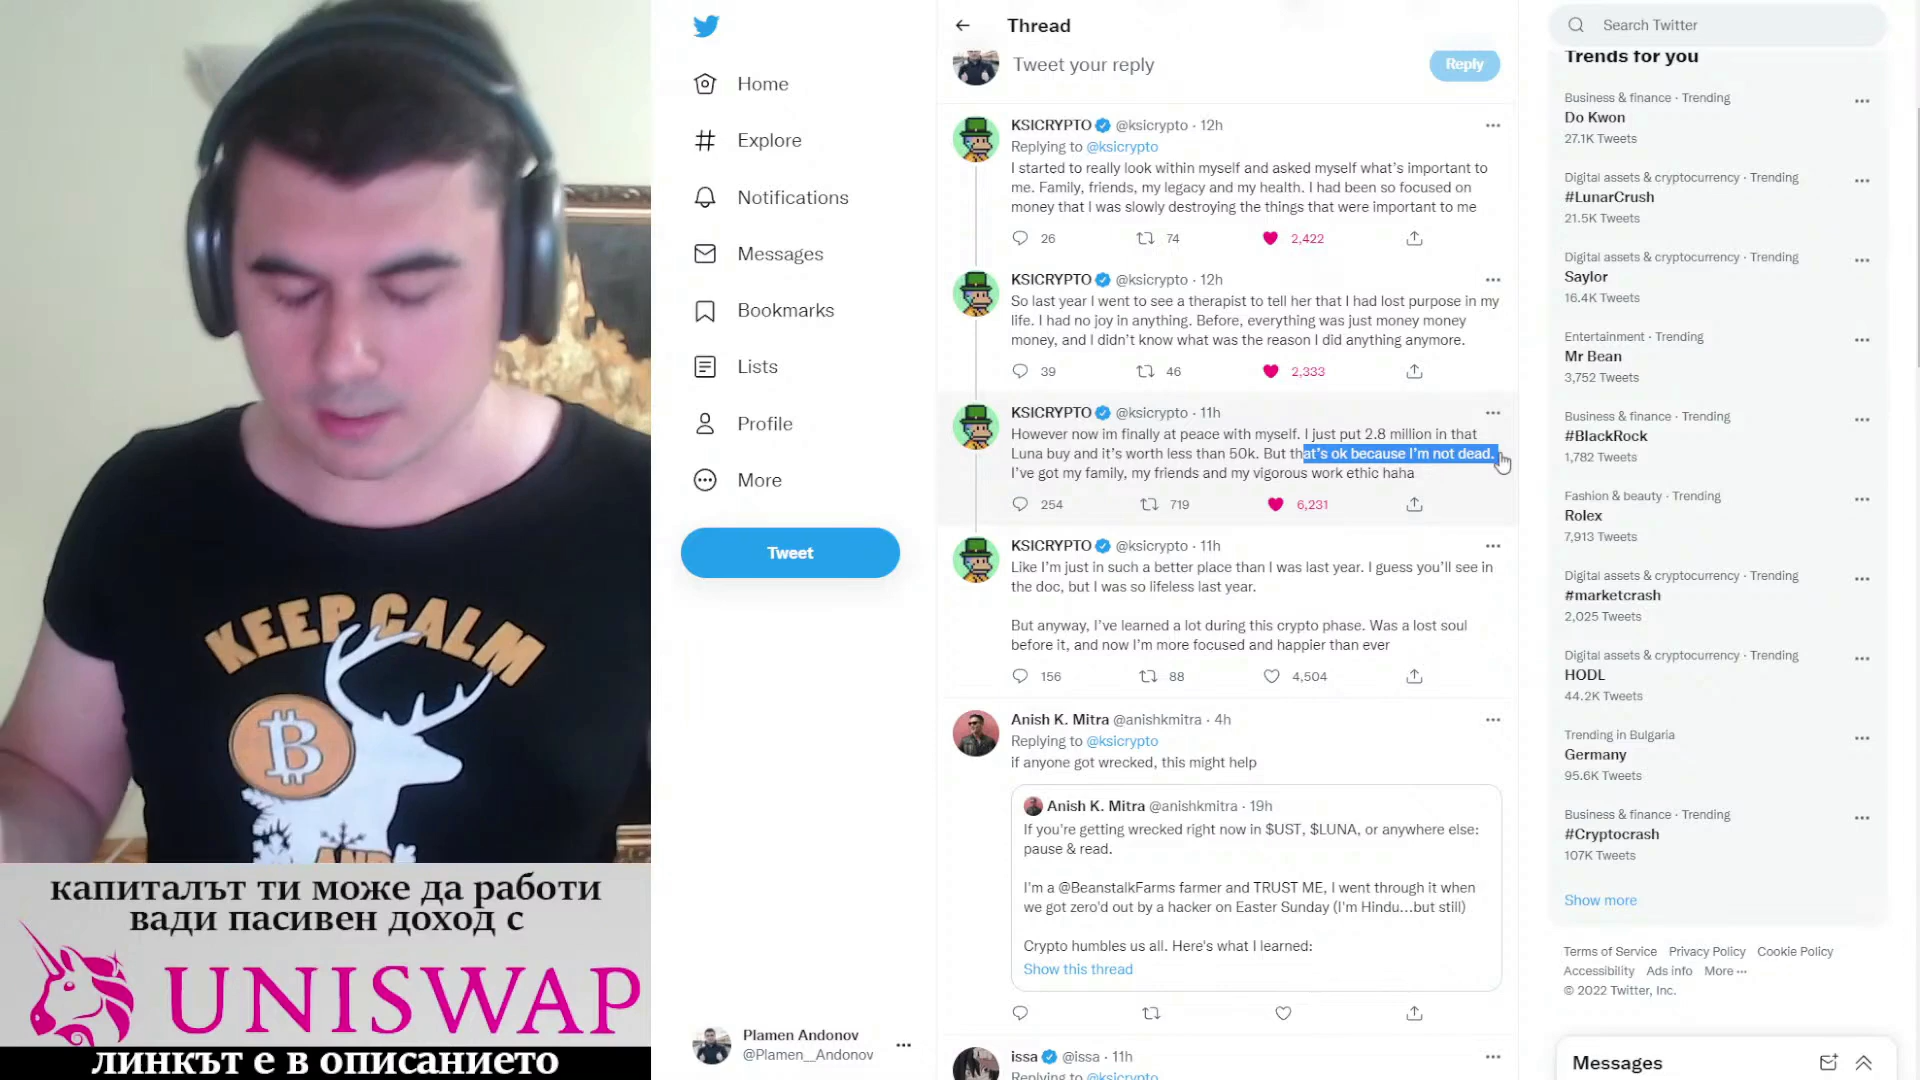 KEEP CALM
B
AND
капиталът ти може да работи
вади пасивен доход с
UNISWAP
линкът е в описанието
Home
Explore
Notifications
Messages
Bookmarks
Lists
Profile
More
Tweet
Plamen Andonov
@Plamen__Andonov
Thread
Tweet your reply
Reply
KSICRYPTO @ksicrypto · 12h
Replying to @ksicrypto
I started to really look within myself and asked myself what's important to
me. Family, friends, my legacy and my health. I had been so focused on
money that I was slowly destroying the things that were important to me
26 74 2,422
KSICRYPTO @ksicrypto · 12h
So last year I went to see a therapist to tell her that I had lost purpose in my
life. I had no joy in anything. Before, everything was just money money
money, and I didn't know what was the reason I did anything anymore.
39 46 2,333
KSICRYPTO @ksicrypto · 11h
However now im finally at peace with myself. I just put 2.8 million in that
Luna buy and it's worth less than 50k. But that's ok because I'm not dead.
I've got my family, my friends and my vigorous work ethic haha
254 719 6,231
KSICRYPTO @ksicrypto · 11h
Like I'm just in such a better place than I was last year. I guess you'll see in
the doc, but I was so lifeless last year.
But anyway, I've learned a lot during this crypto phase. Was a lost soul
before it, and now I'm more focused and happier than ever
156 88 4,504
Anish K. Mitra @anishkmitra · 4h
Replying to @ksicrypto
if anyone got wrecked, this might help
Anish K. Mitra @anishkmitra · 19h
If you're getting wrecked right now in $UST, $LUNA, or anywhere else:
pause & read.
I'm a @BeanstalkFarms farmer and TRUST ME, I went through it when
we got zero'd out by a hacker on Easter Sunday (I'm Hindu...but still)
Crypto humbles us all. Here's what I learned:
Show this thread
issa @issa · 11h
Replying to @ksicrypto
Search Twitter
Trends for you
Business & finance · Trending
Do Kwon
27.1K Tweets
Digital assets & cryptocurrency · Trending
#LunarCrush
21.5K Tweets
Digital assets & cryptocurrency · Trending
Saylor
16.4K Tweets
Entertainment · Trending
Mr Bean
3,752 Tweets
Business & finance · Trending
#BlackRock
1,782 Tweets
Fashion & beauty · Trending
Rolex
7,913 Tweets
Digital assets & cryptocurrency · Trending
#marketcrash
2,025 Tweets
Digital assets & cryptocurrency · Trending
HODL
44.2K Tweets
Trending in Bulgaria
Germany
95.6K Tweets
Business & finance · Trending
#Cryptocrash
107K Tweets
Show more
Terms of Service Privacy Policy Cookie Policy
Accessibility Ads info More ···
© 2022 Twitter, Inc.
Messages